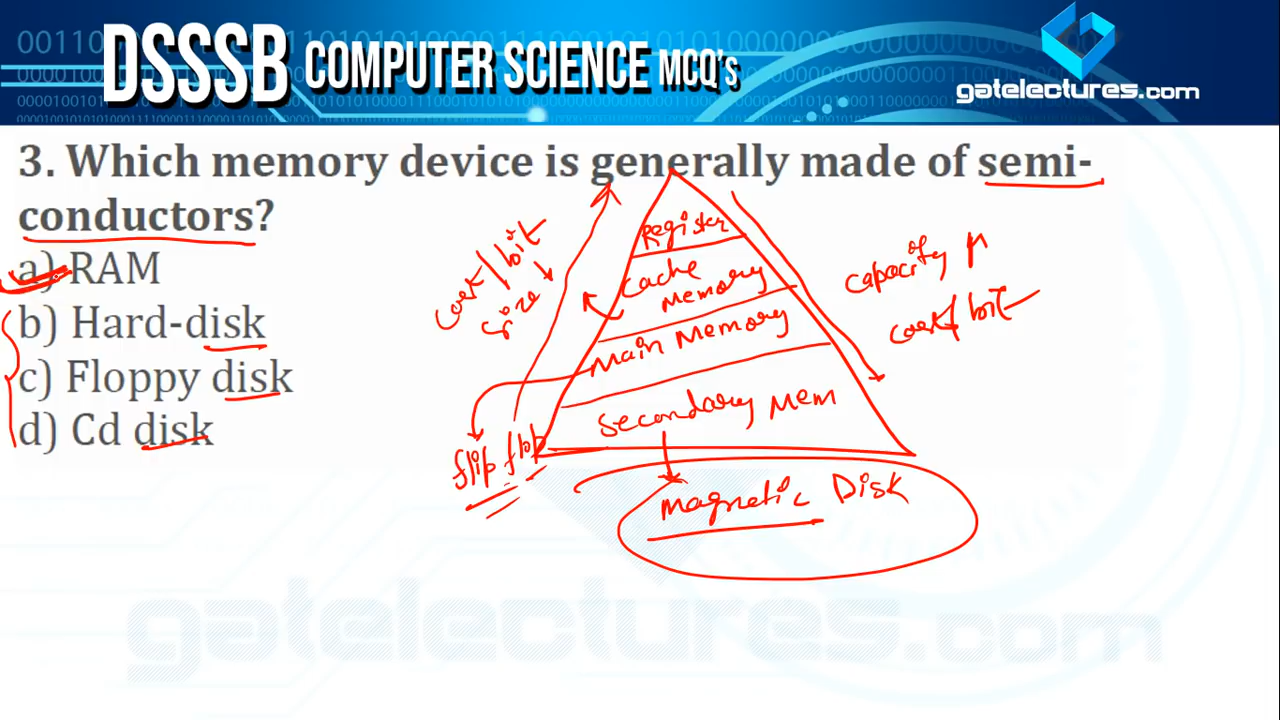 DSSSB COMPUTER SCIENCE MCQ's
gatelectures.com
3. Which memory device is generally made of semi-
conductors?
a) RAM
b) Hard-disk
c) Floppy disk
d) Cd disk
Register
Cache
Memory
Main Memory
Secondary Mem
Magnetic Disk
flip flop
cost/bit
size
capacity
cost/bit
gatelectures.com